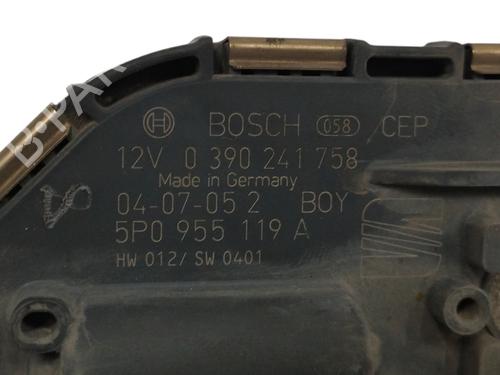 BOSCH 058 /CEP
12V 0 390 241 758
Made in Germany
04-07-05 2 BOY
5P0 955 119 A
HW 012/ SW 0401